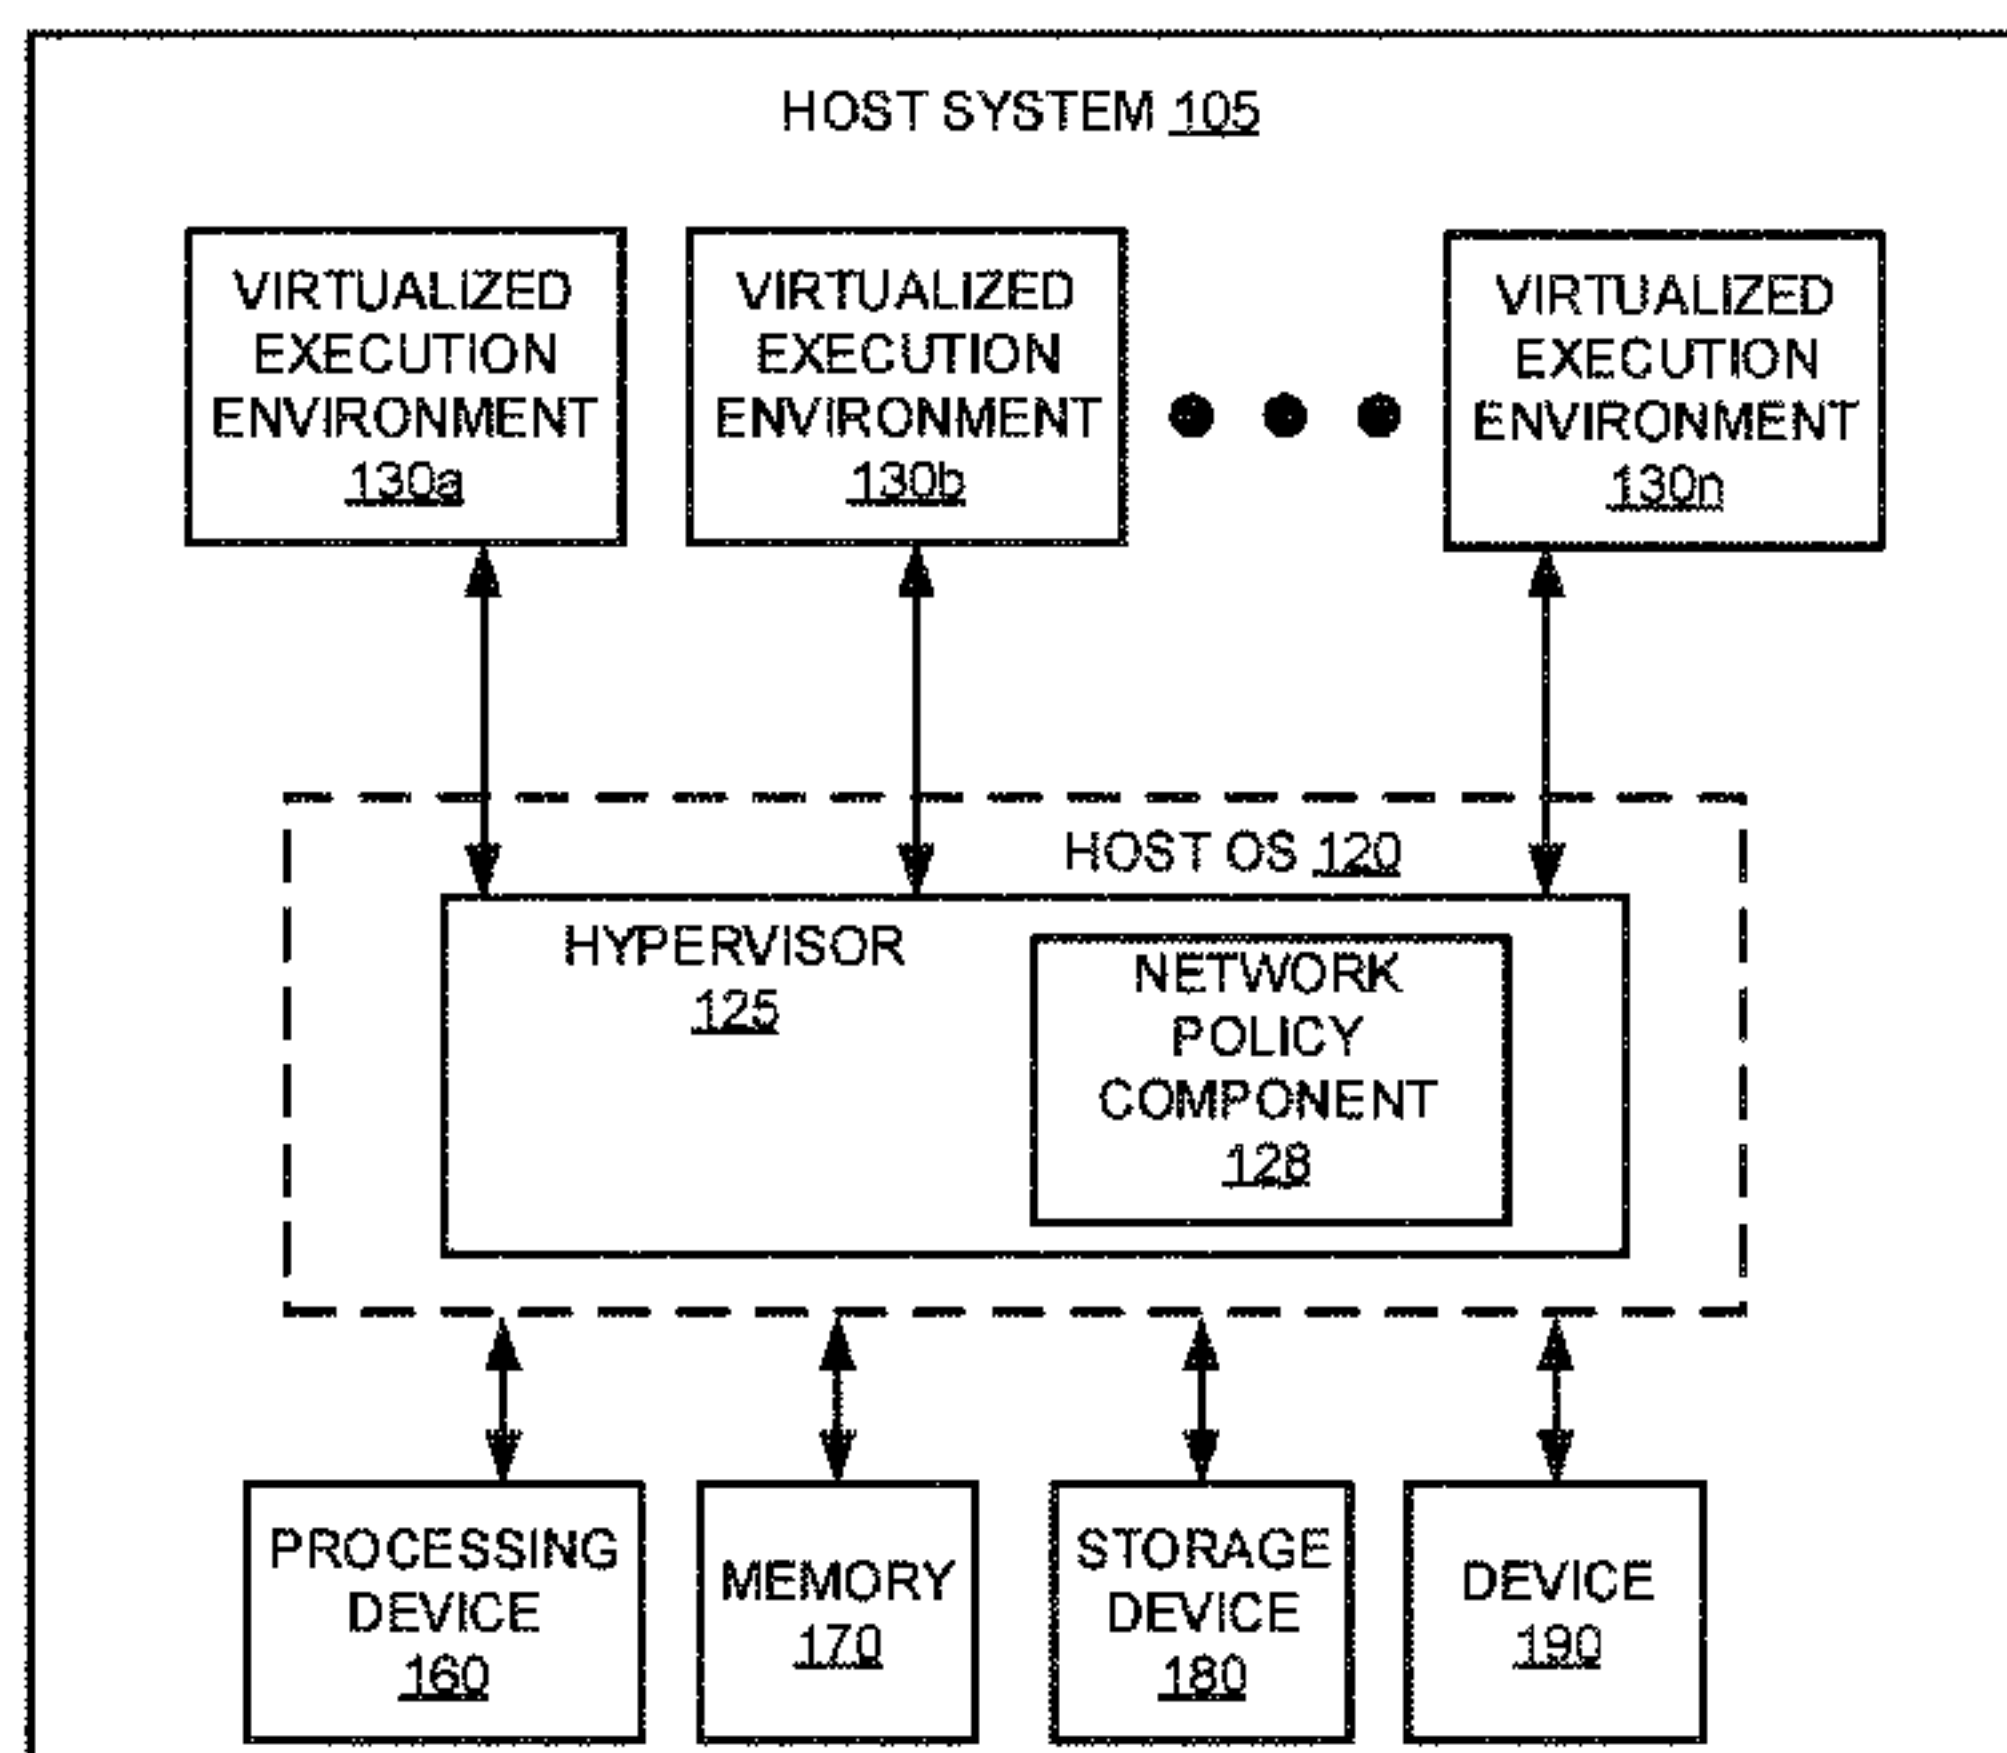 HOST SYSTEM 105
VIRTUALIZED
EXECUTION
ENVIRONMENT
130a
VIRTUALIZED
EXECUTION
ENVIRONMENT
130b
VIRTUALIZED
EXECUTION
ENVIRONMENT
130n
HOST OS 120
HYPERVISOR
125
NETWORK
POLICY
COMPONENT
128
PROCESSING
DEVICE
160
MEMORY
170
STORAGE
DEVICE
180
DEVICE
190